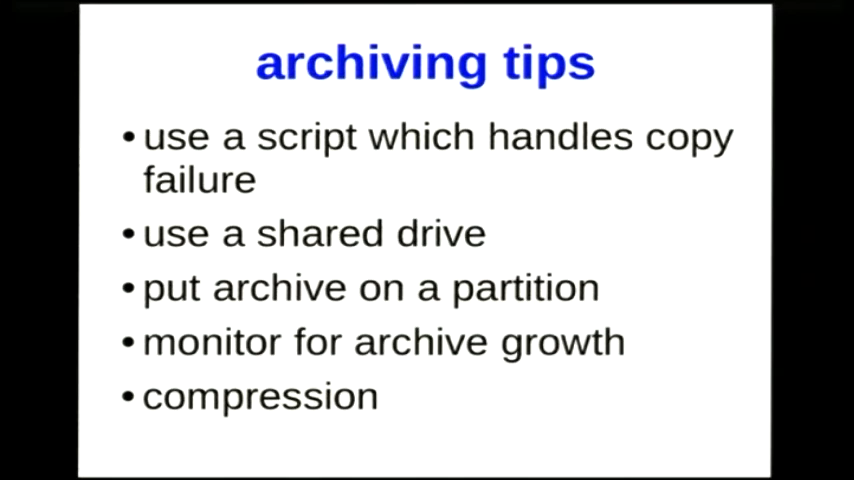 archiving tips
• use a script which handles copy
failure
• use a shared drive
• put archive on a partition
• monitor for archive growth
• compression